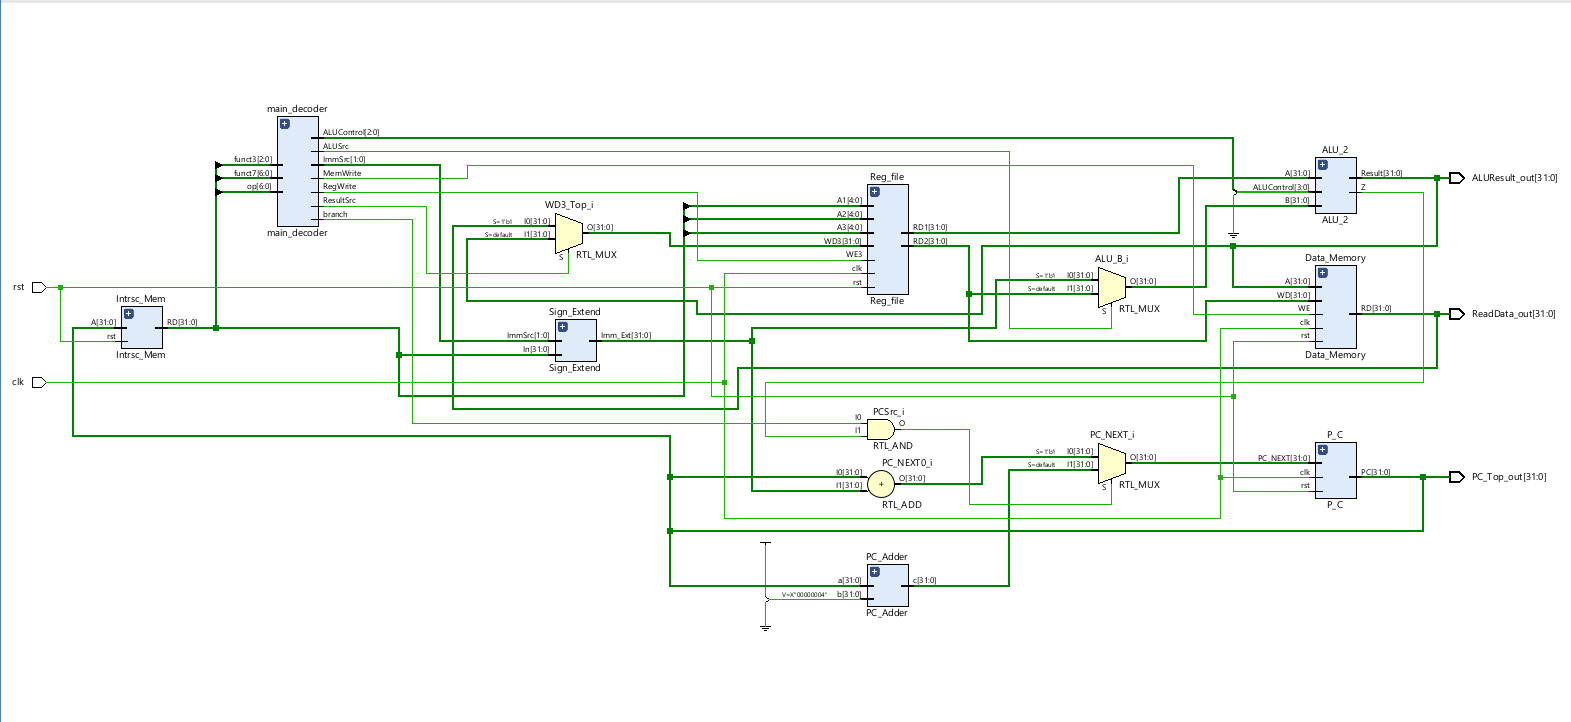 main_decoder
funct3[2:0]
funct7[6:0]
op[6:0]
ALUControl[2:0]
ALUSrc
ImmSrc[1:0]
MemWrite
RegWrite
ResultSrc
branch
main_decoder
WD3_Top_i
S=1'b1
I0[31:0]
S=default
I1[31:0]
O[31:0]
S
RTL_MUX
Reg_file
A1[4:0]
A2[4:0]
A3[4:0]
WD3[31:0]
WE3
clk
rst
RD1[31:0]
RD2[31:0]
Reg_file
ALU_2
A[31:0]
ALUControl[3:0]
B[31:0]
Result[31:0]
Z
ALU_2
ALUResult_out[31:0]
ALU_B_i
S=1'b1
I0[31:0]
S=default
I1[31:0]
O[31:0]
S
RTL_MUX
Data_Memory
A[31:0]
WD[31:0]
WE
clk
rst
RD[31:0]
Data_Memory
ReadData_out[31:0]
rst
Intrsc_Mem
A[31:0]
rst
RD[31:0]
Intrsc_Mem
Sign_Extend
ImmSrc[1:0]
In[31:0]
Imm_Ext[31:0]
Sign_Extend
clk
PCSrc_i
I0
I1
O
RTL_AND
PC_NEXT0_i
I0[31:0]
I1[31:0]
+
O[31:0]
RTL_ADD
PC_NEXT_i
S=1'b1
I0[31:0]
S=default
I1[31:0]
O[31:0]
S
RTL_MUX
P_C
PC_NEXT[31:0]
clk
rst
PC[31:0]
P_C
PC_Top_out[31:0]
PC_Adder
a[31:0]
V=X"00000004"
b[31:0]
c[31:0]
PC_Adder